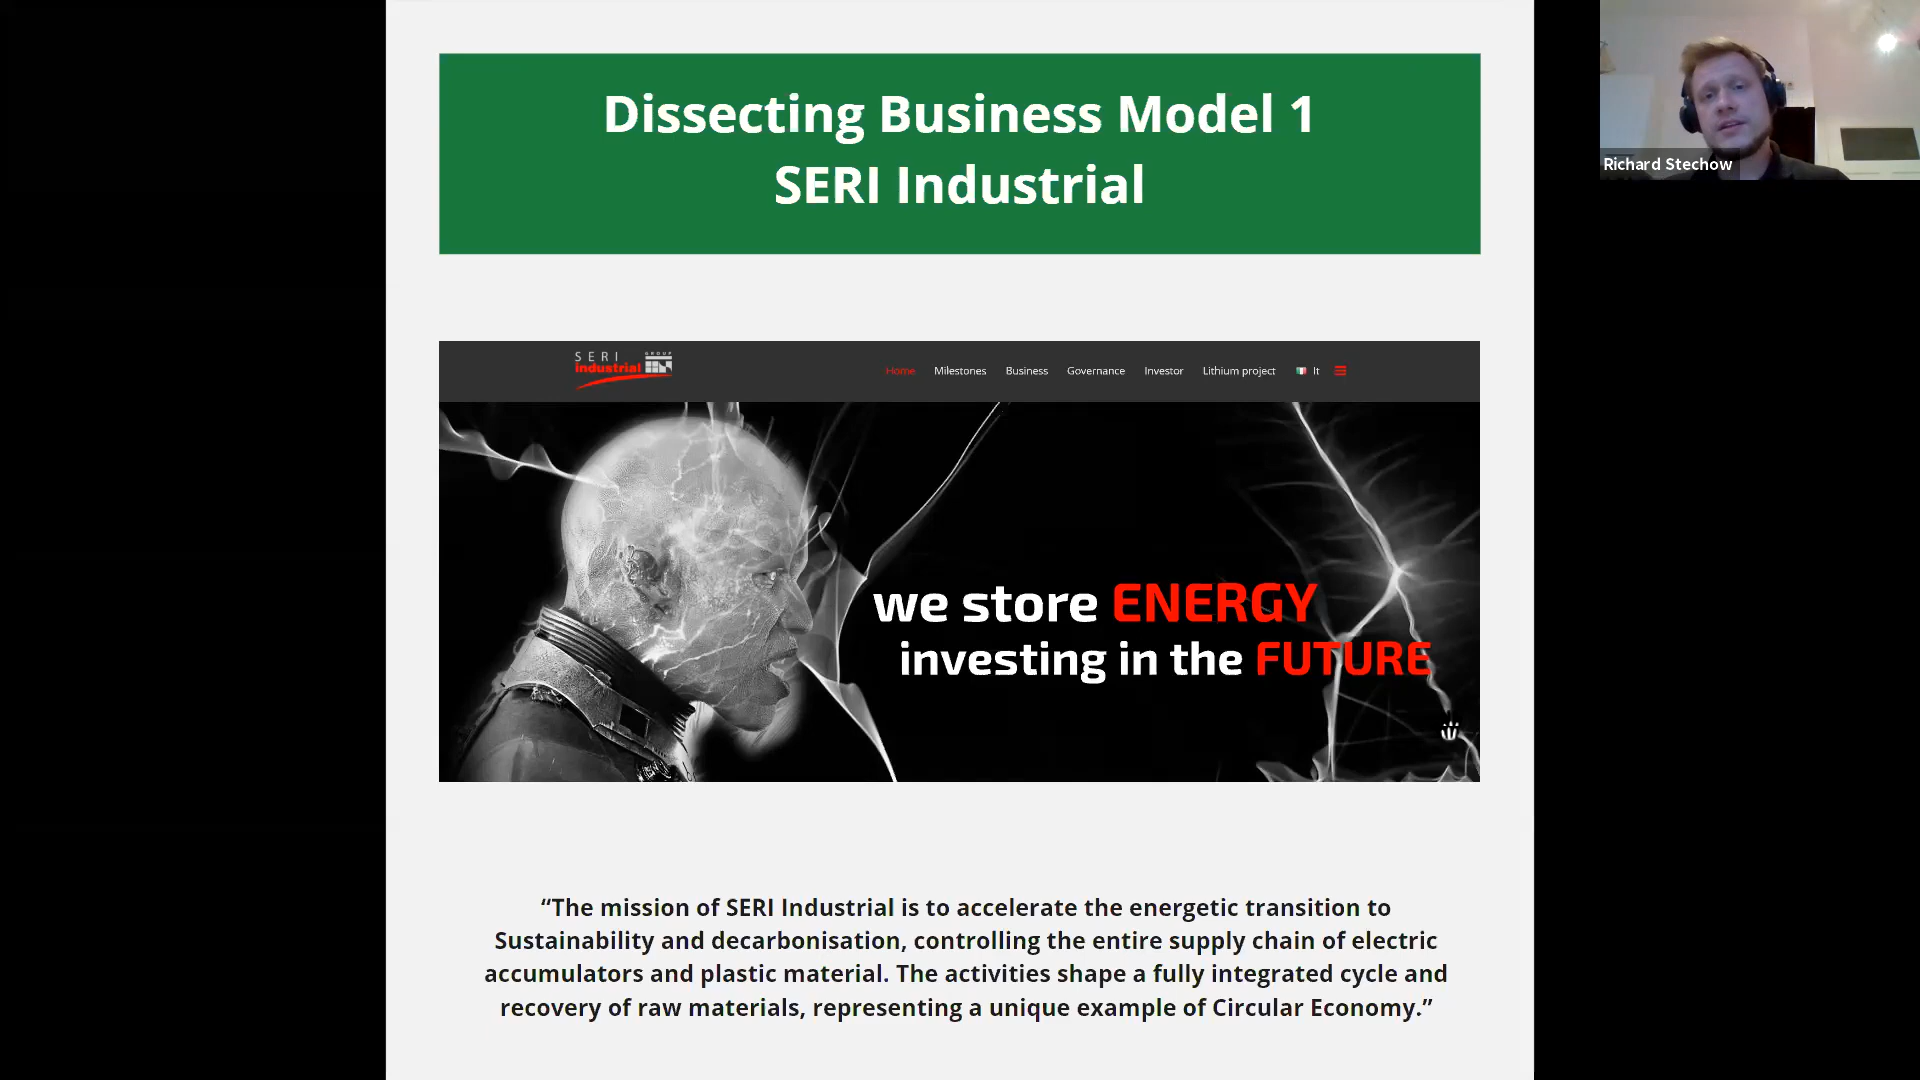 Dissecting Business Model 1
SERI Industrial
Richard Stechow
SERI GROUP
industrial
Home Milestones Business Governance Investor Lithium project It
we store ENERGY
investing in the FUTURE
“The mission of SERI Industrial is to accelerate the energetic transition to
Sustainability and decarbonisation, controlling the entire supply chain of electric
accumulators and plastic material. The activities shape a fully integrated cycle and
recovery of raw materials, representing a unique example of Circular Economy.”